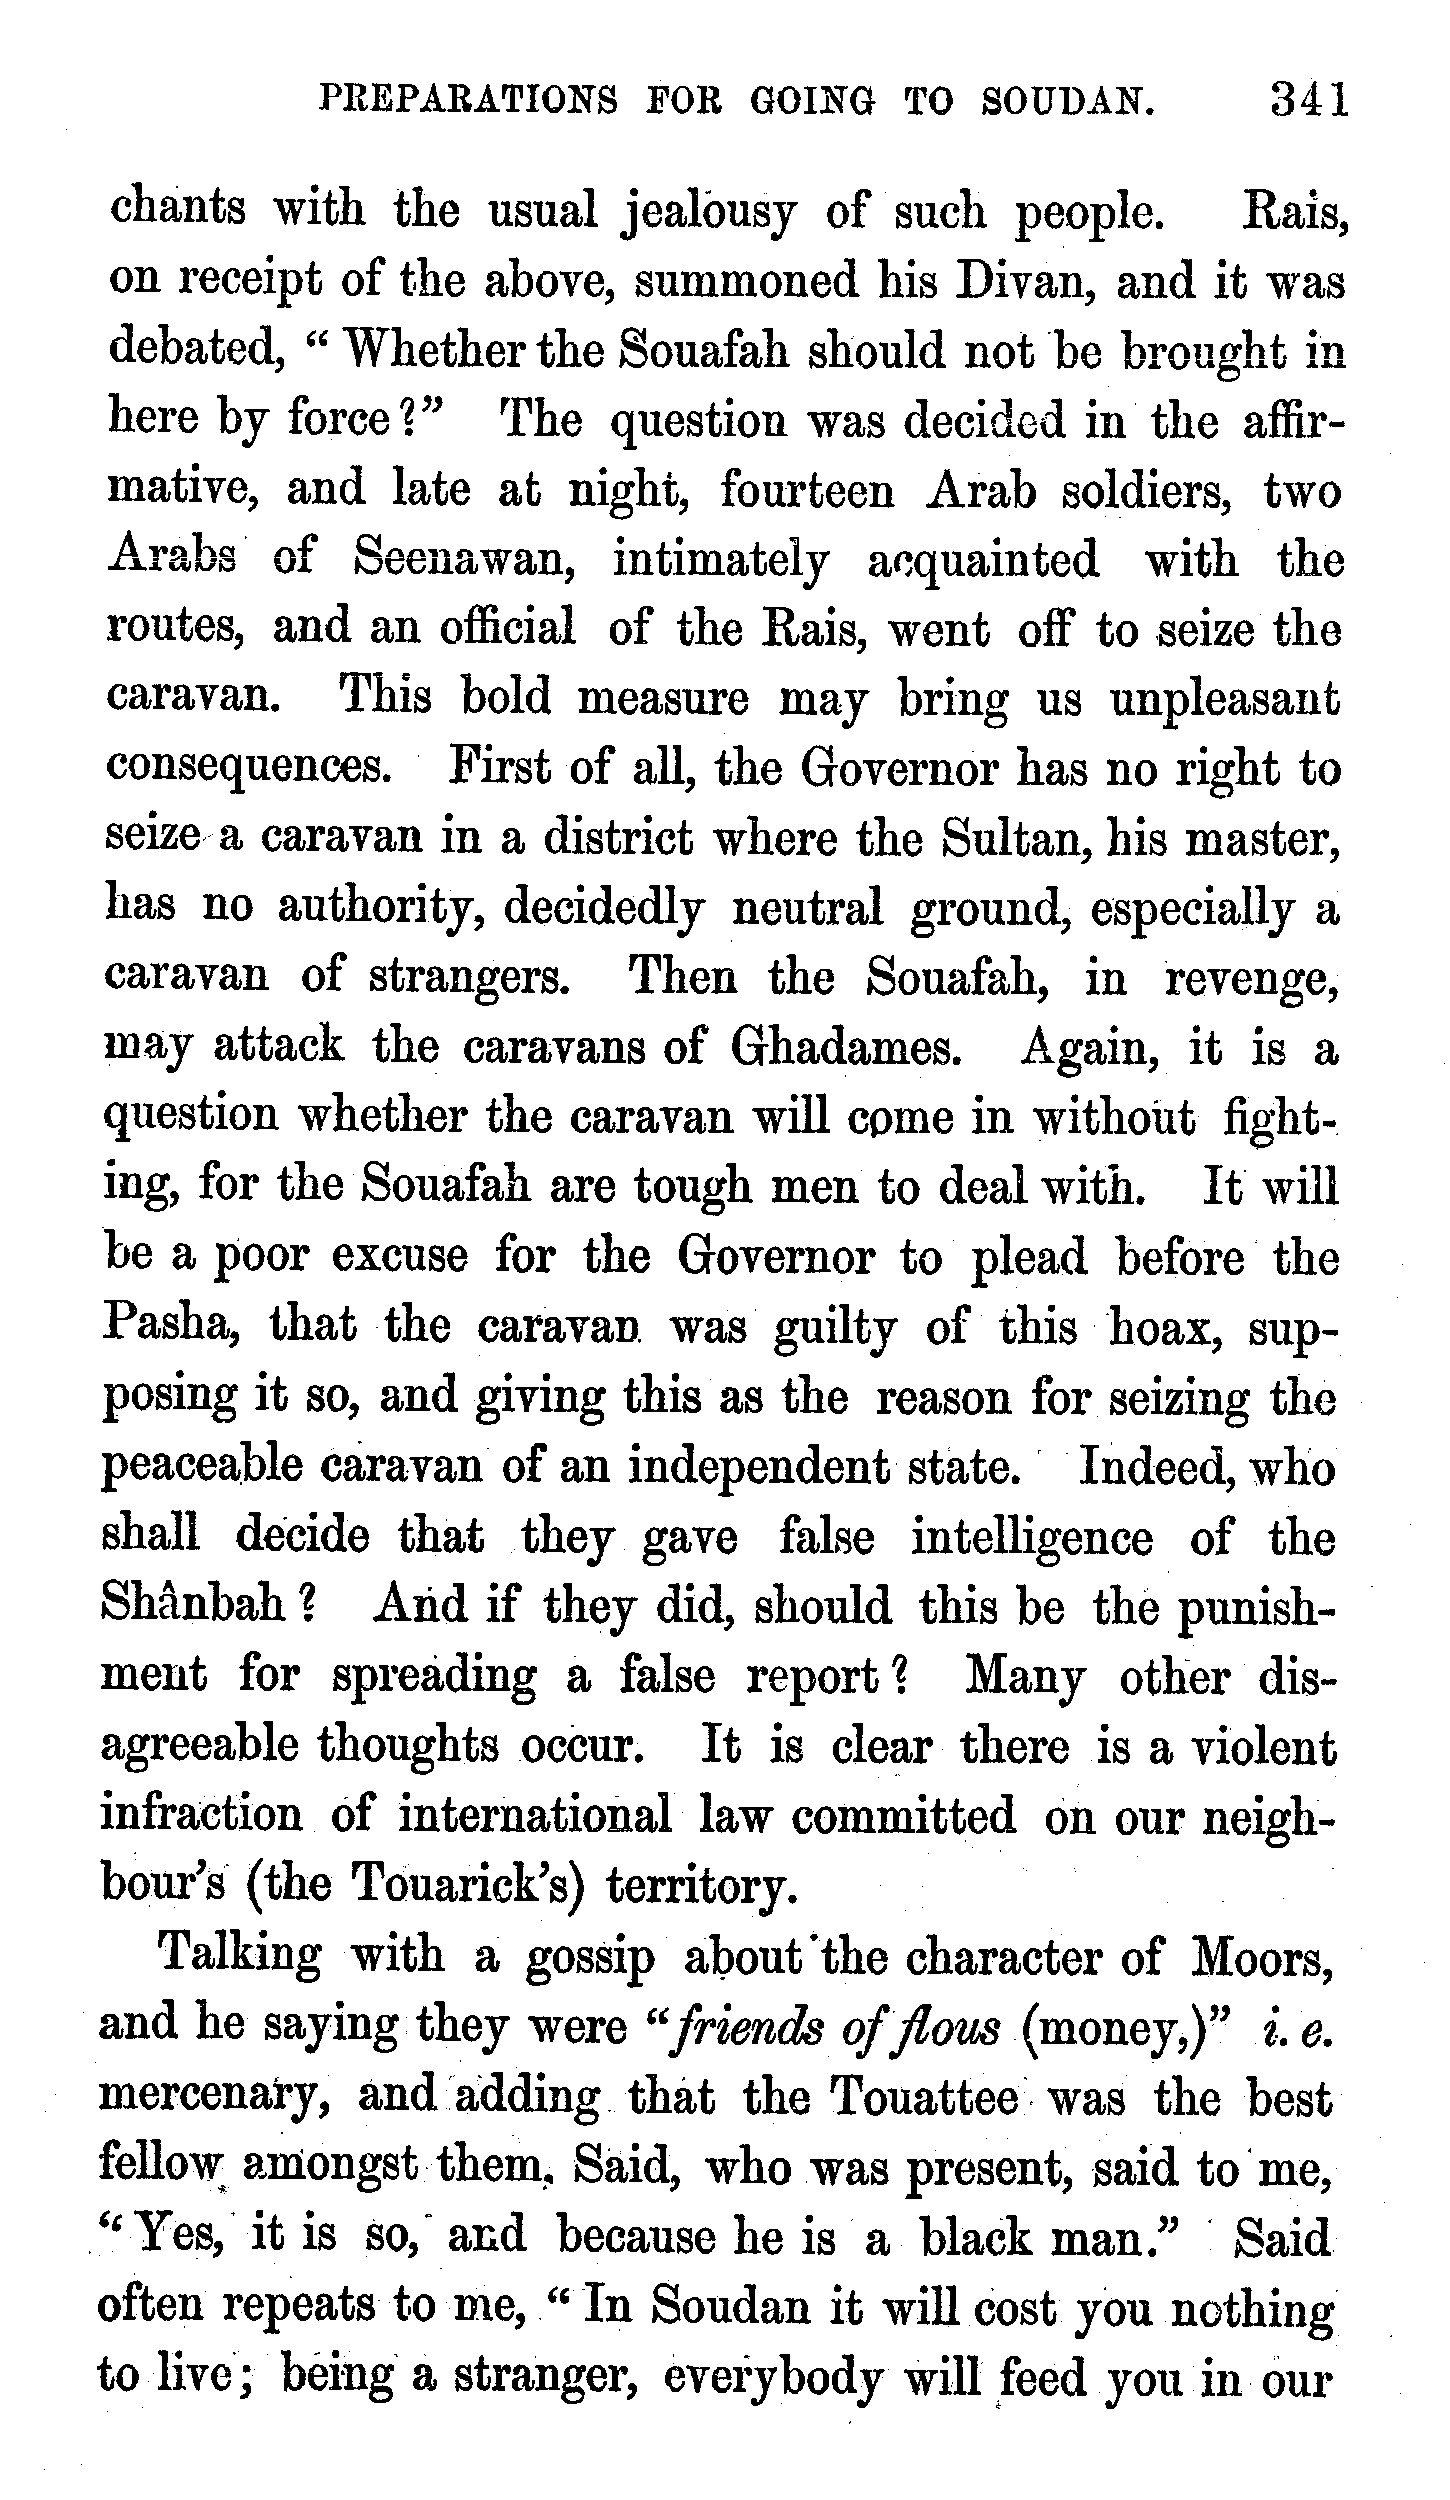 PREPARATIONS FOR GOING TO SOUDAN. 341
chants with the usual jealousy of such people. Rais,
on receipt of the above, summoned his Divan, and it was
debated, “ Whether the Souafah should not be brought in
here by force?” The question was decided in the affir-
mative, and late at night, fourteen Arab soldiers, two
Arabs of Seenawan, intimately acquainted with the
routes, and an official of the Rais, went off to seize the
caravan. This bold measure may bring us unpleasant
consequences. First of all, the Governor has no right to
seize a caravan in a district where the Sultan, his master,
has no authority, decidedly neutral ground, especially a
caravan of strangers. Then the Souafah, in revenge,
may attack the caravans of Ghadames. Again, it is a
question whether the caravan will come in without fight-
ing, for the Souafah are tough men to deal with. It will
be a poor excuse for the Governor to plead before the
Pasha, that the caravan was guilty of this hoax, sup-
posing it so, and giving this as the reason for seizing the
peaceable caravan of an independent state. Indeed, who
shall decide that they gave false intelligence of the
Shânbah? And if they did, should this be the punish-
ment for spreading a false report? Many other dis-
agreeable thoughts occur. It is clear there is a violent
infraction of international law committed on our neigh-
bour’s (the Touarick’s) territory.
Talking with a gossip about the character of Moors,
and he saying they were “friends of flous (money,)” i. e.
mercenary, and adding that the Touattee was the best
fellow amongst them, Said, who was present, said to me,
“ Yes, it is so, and because he is a black man.” Said
often repeats to me, “ In Soudan it will cost you nothing
to live; being a stranger, everybody will feed you in our